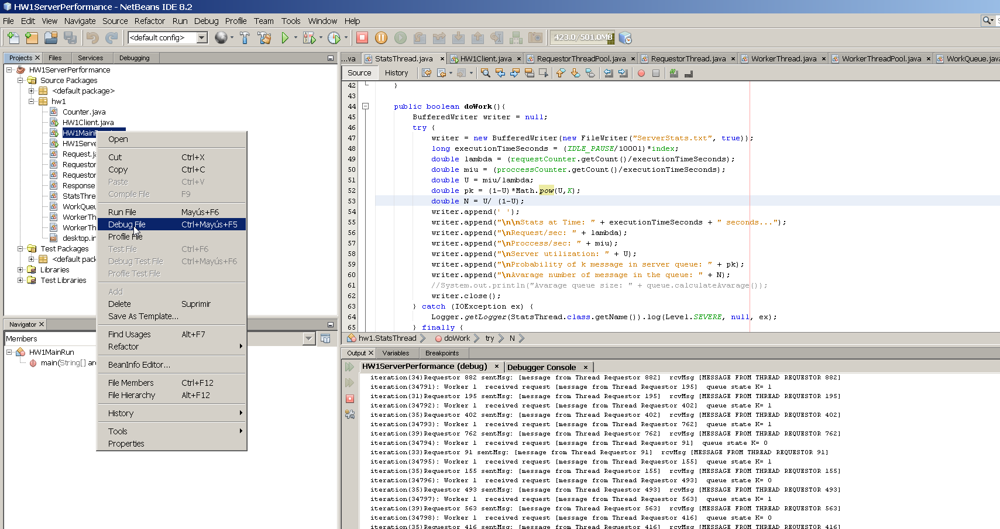 HW1ServerPerformance - NetBeans IDE 8.2
File Edit View Navigate Source Refactor Run Debug Profile Team Tools Window Help
<default config>
423.0/501.0MB
Projects Files Services Debugging
HW1ServerPerformance
Source Packages
<default package>
hw1
Counter.java
HW1Client.java
HW1MainR
HW1Serve
Request.ja
Requestor
Requestor
Response
StatsThre
WorkQueu
WorkerTh
WorkerTh
desktop.in
Test Packages
<default pack
Libraries
Test Libraries
Open
Cut Ctrl+X
Copy Ctrl+C
Paste Ctrl+V
Compile File F9
Run File Mayús+F6
Debug File Ctrl+Mayús+F5
Profile File
Test File Ctrl+F6
Debug Test File Ctrl+Mayús+F6
Profile Test File
Add
Delete Suprimir
Save As Template...
Find Usages Alt+F7
Refactor
BeanInfo Editor...
File Members Ctrl+F12
File Hierarchy Alt+F12
History
Tools
Properties
Navigator
Members
HW1MainRun
main(String[] ar
...va StatsThread.java HW1Client.java RequestorThreadPool.java RequestorThread.java WorkerThread.java WorkerThreadPool.java WorkQueue.java
Source History
42 }
43
44 public boolean doWork(){
45 BufferedWriter writer = null;
46 try {
47 writer = new BufferedWriter(new FileWriter("ServerStats.txt", true));
48 long executionTimeSeconds = (IDLE_PAUSE/1000l)*index;
49 double lambda = (requestCounter.getCount()/executionTimeSeconds);
50 double miu = (proccessCounter.getCount()/executionTimeSeconds);
51 double U = miu/lambda;
52 double pk = (1-U)*Math.pow(U,K);
53 double N = U/ (1-U);
54 writer.append(' ');
55 writer.append("\n\nStats at Time: " + executionTimeSeconds + " seconds...");
56 writer.append("\nRequest/sec: " + lambda);
57 writer.append("\nProccess/sec: " + miu);
58 writer.append("\nServer utilization: " + U);
59 writer.append("\nProbability of k message in server queue: " + pk);
60 writer.append("\nAvarage number of message in the queue: " + N);
61 //System.out.println("Avarage queue size: " + queue.calculateAvarage());
62 writer.close();
63 } catch (IOException ex) {
64 Logger.getLogger(StatsThread.class.getName()).log(Level.SEVERE, null, ex);
65 } finally {
hw1.StatsThread doWork try N
Output Variables Breakpoints
HW1ServerPerformance (debug) Debugger Console
iteration(34)Requestor 882 sentMsg: [message from Thread Requestor 882] rcvMsg [MESSAGE FROM THREAD REQUESTOR 882]
iteration(34791): Worker 1 received request [message from Thread Requestor 195] queue state K= 1
iteration(31)Requestor 195 sentMsg: [message from Thread Requestor 195] rcvMsg [MESSAGE FROM THREAD REQUESTOR 195]
iteration(34792): Worker 1 received request [message from Thread Requestor 402] queue state K= 1
iteration(35)Requestor 402 sentMsg: [message from Thread Requestor 402] rcvMsg [MESSAGE FROM THREAD REQUESTOR 402]
iteration(34793): Worker 1 received request [message from Thread Requestor 762] queue state K= 1
iteration(39)Requestor 762 sentMsg: [message from Thread Requestor 762] rcvMsg [MESSAGE FROM THREAD REQUESTOR 762]
iteration(34794): Worker 1 received request [message from Thread Requestor 91] queue state K= 0
iteration(33)Requestor 91 sentMsg: [message from Thread Requestor 91] rcvMsg [MESSAGE FROM THREAD REQUESTOR 91]
iteration(34795): Worker 1 received request [message from Thread Requestor 155] queue state K= 1
iteration(35)Requestor 155 sentMsg: [message from Thread Requestor 155] rcvMsg [MESSAGE FROM THREAD REQUESTOR 155]
iteration(34796): Worker 1 received request [message from Thread Requestor 493] queue state K= 0
iteration(35)Requestor 493 sentMsg: [message from Thread Requestor 493] rcvMsg [MESSAGE FROM THREAD REQUESTOR 493]
iteration(34797): Worker 1 received request [message from Thread Requestor 563] queue state K= 1
iteration(39)Requestor 563 sentMsg: [message from Thread Requestor 563] rcvMsg [MESSAGE FROM THREAD REQUESTOR 563]
iteration(34798): Worker 1 received request [message from Thread Requestor 416] queue state K= 0
iteration(35)Requestor 416 sentMsg: [message from Thread Requestor 416] rcvMsg [MESSAGE FROM THREAD REQUESTOR 416]